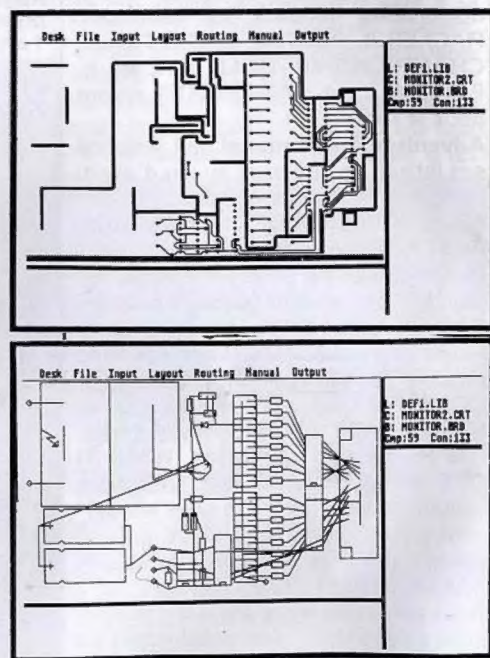 Desk File Input Layout Routing Manual Output
L: DEF1.LIB
C: MONITOR2.CRT
B: MONITOR.BRD
Cmp:59 Con:133
Desk File Input Layout Routing Manual Output
L: DEF1.LIB
C: MONITOR2.CRT
B: MONITOR.BRD
Cmp:59 Con:133